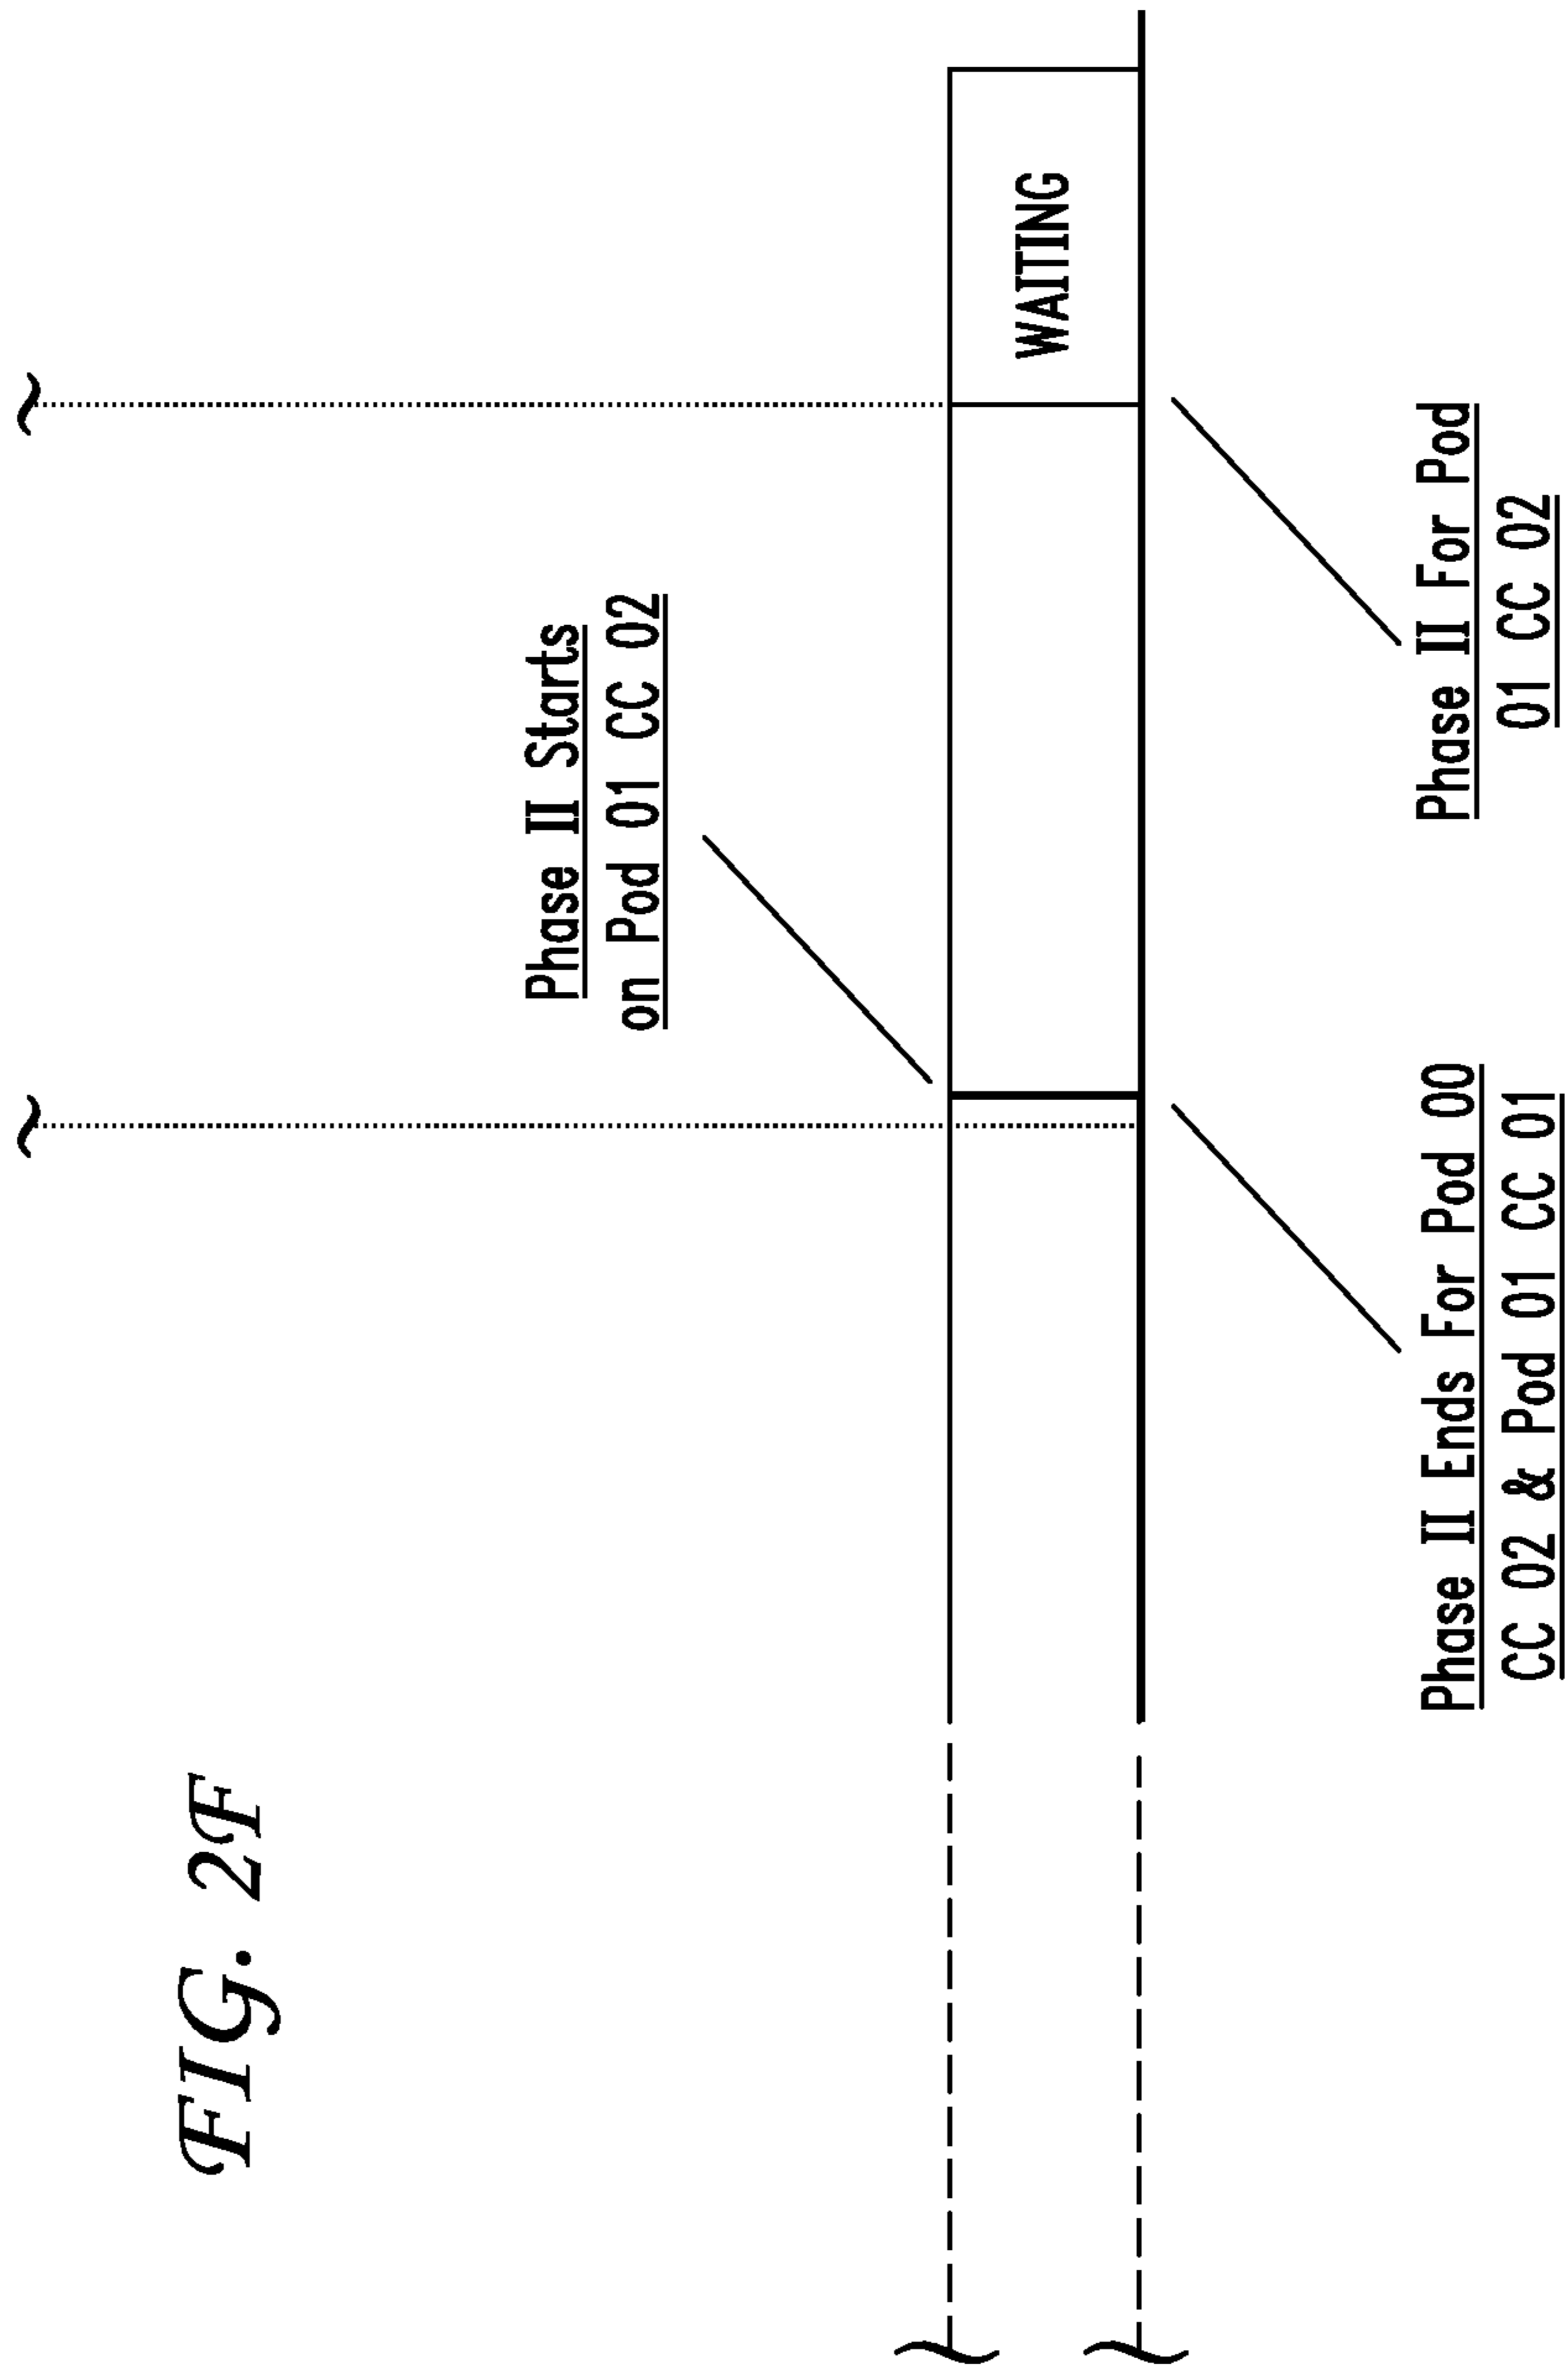 FIG. 2F
Phase II Starts
on Pod 01 CC 02
WAITING
Phase II Ends For Pod 00
CC 02 & Pod 01 CC 01
Phase II For Pod
01 CC 02